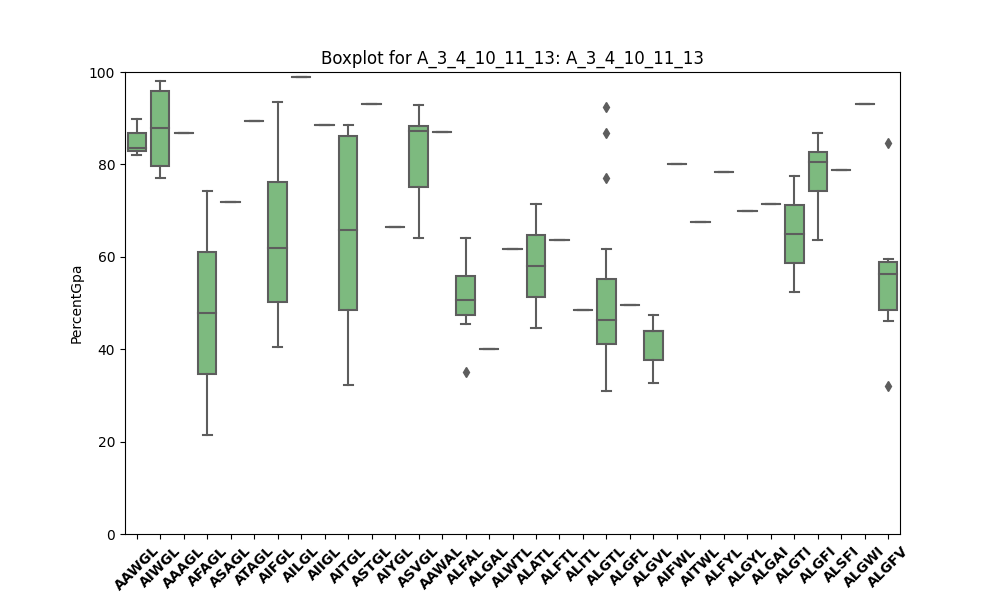 Boxplot for A_3_4_10_11_13: A_3_4_10_11_13
PercentGpa
100
80
60
40
20
0
AAWGL
AIWGL
AAAGL
AFAGL
ASAGL
ATAGL
AIFGL
AILGL
AIIGL
AITGL
ASTGL
AIYGL
ASVGL
AAWAL
ALFAL
ALGAL
ALWTL
ALATL
ALFTL
ALITL
ALGTL
ALGFL
ALGVL
AIFWL
AITWL
ALFYL
ALGYL
ALGAI
ALGTI
ALGFI
ALSFI
ALGWI
ALGFV